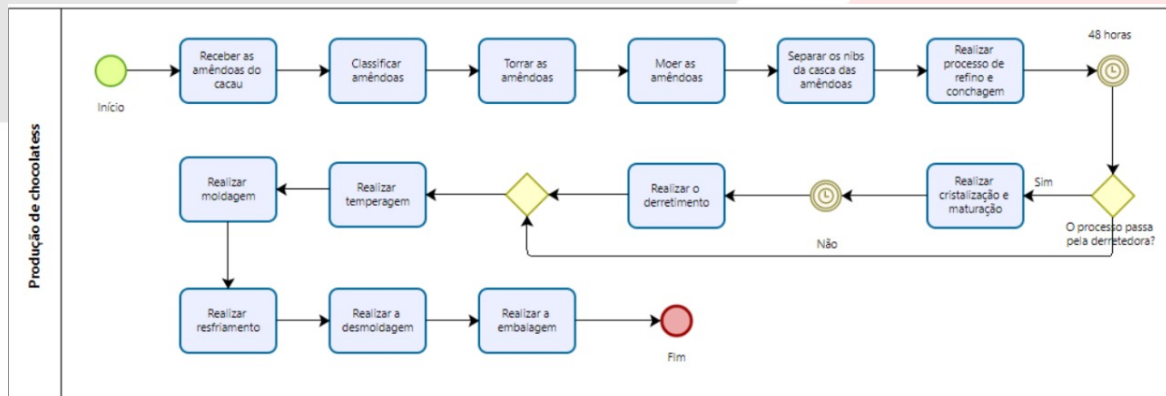 Produção de chocolatess
Início
Receber as
amêndoas do
cacau
Classificar
amêndoas
Torrar as
amêndoas
Moer as
amêndoas
Separar os nibs
da casca das
amêndoas
Realizar
processo de
refino e
conchagem
48 horas
O processo passa
pela derretedora?
Sim
Não
Realizar
cristalização e
maturação
Realizar o
derretimento
Realizar
temperagem
Realizar
moldagem
Realizar
resfriamento
Realizar a
desmoldagem
Realizar a
embalagem
Fim